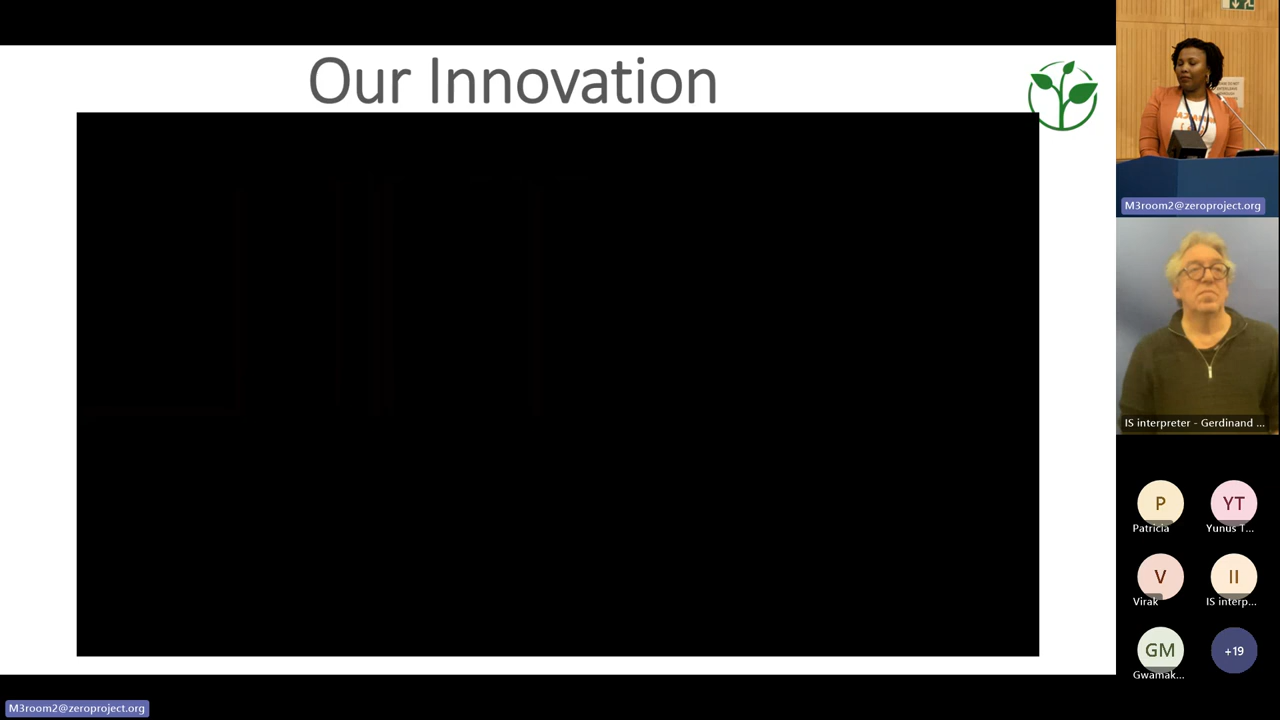 Our Innovation
M3room2@zeroproject.org
IS interpreter - Gerdinand ...
P
Patricia
YT
Yunus T...
V
Virak
II
IS interp...
GM
Gwamak...
+19
M3room2@zeroproject.org